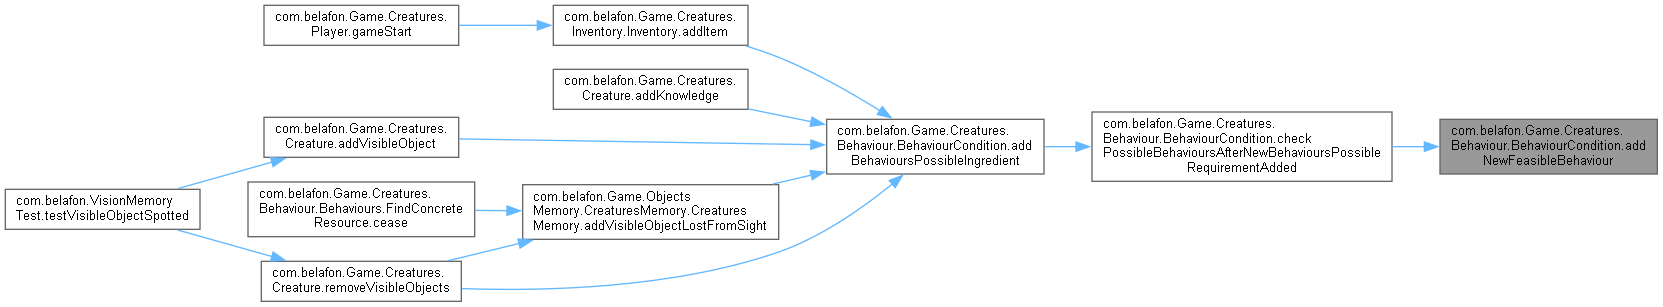 com.belafon.Game.Creatures.
Player.gameStart
com.belafon.Game.Creatures.
Inventory.Inventory.addItem
com.belafon.Game.Creatures.
Creature.addKnowledge
com.belafon.Game.Creatures.
Creature.addVisibleObject
com.belafon.Game.Creatures.
Behaviour.BehaviourCondition.add
BehavioursPossibleIngredient
com.belafon.Game.Creatures.
Behaviour.BehaviourCondition.check
PossibleBehavioursAfterNewBehavioursPossible
RequirementAdded
com.belafon.Game.Creatures.
Behaviour.BehaviourCondition.add
NewFeasibleBehaviour
com.belafon.VisionMemory
Test.testVisibleObjectSpotted
com.belafon.Game.Creatures.
Behaviour.Behaviours.FindConcrete
Resource.cease
com.belafon.Game.Objects
Memory.CreaturesMemory.Creatures
Memory.addVisibleObjectLostFromSight
com.belafon.Game.Creatures.
Creature.removeVisibleObjects